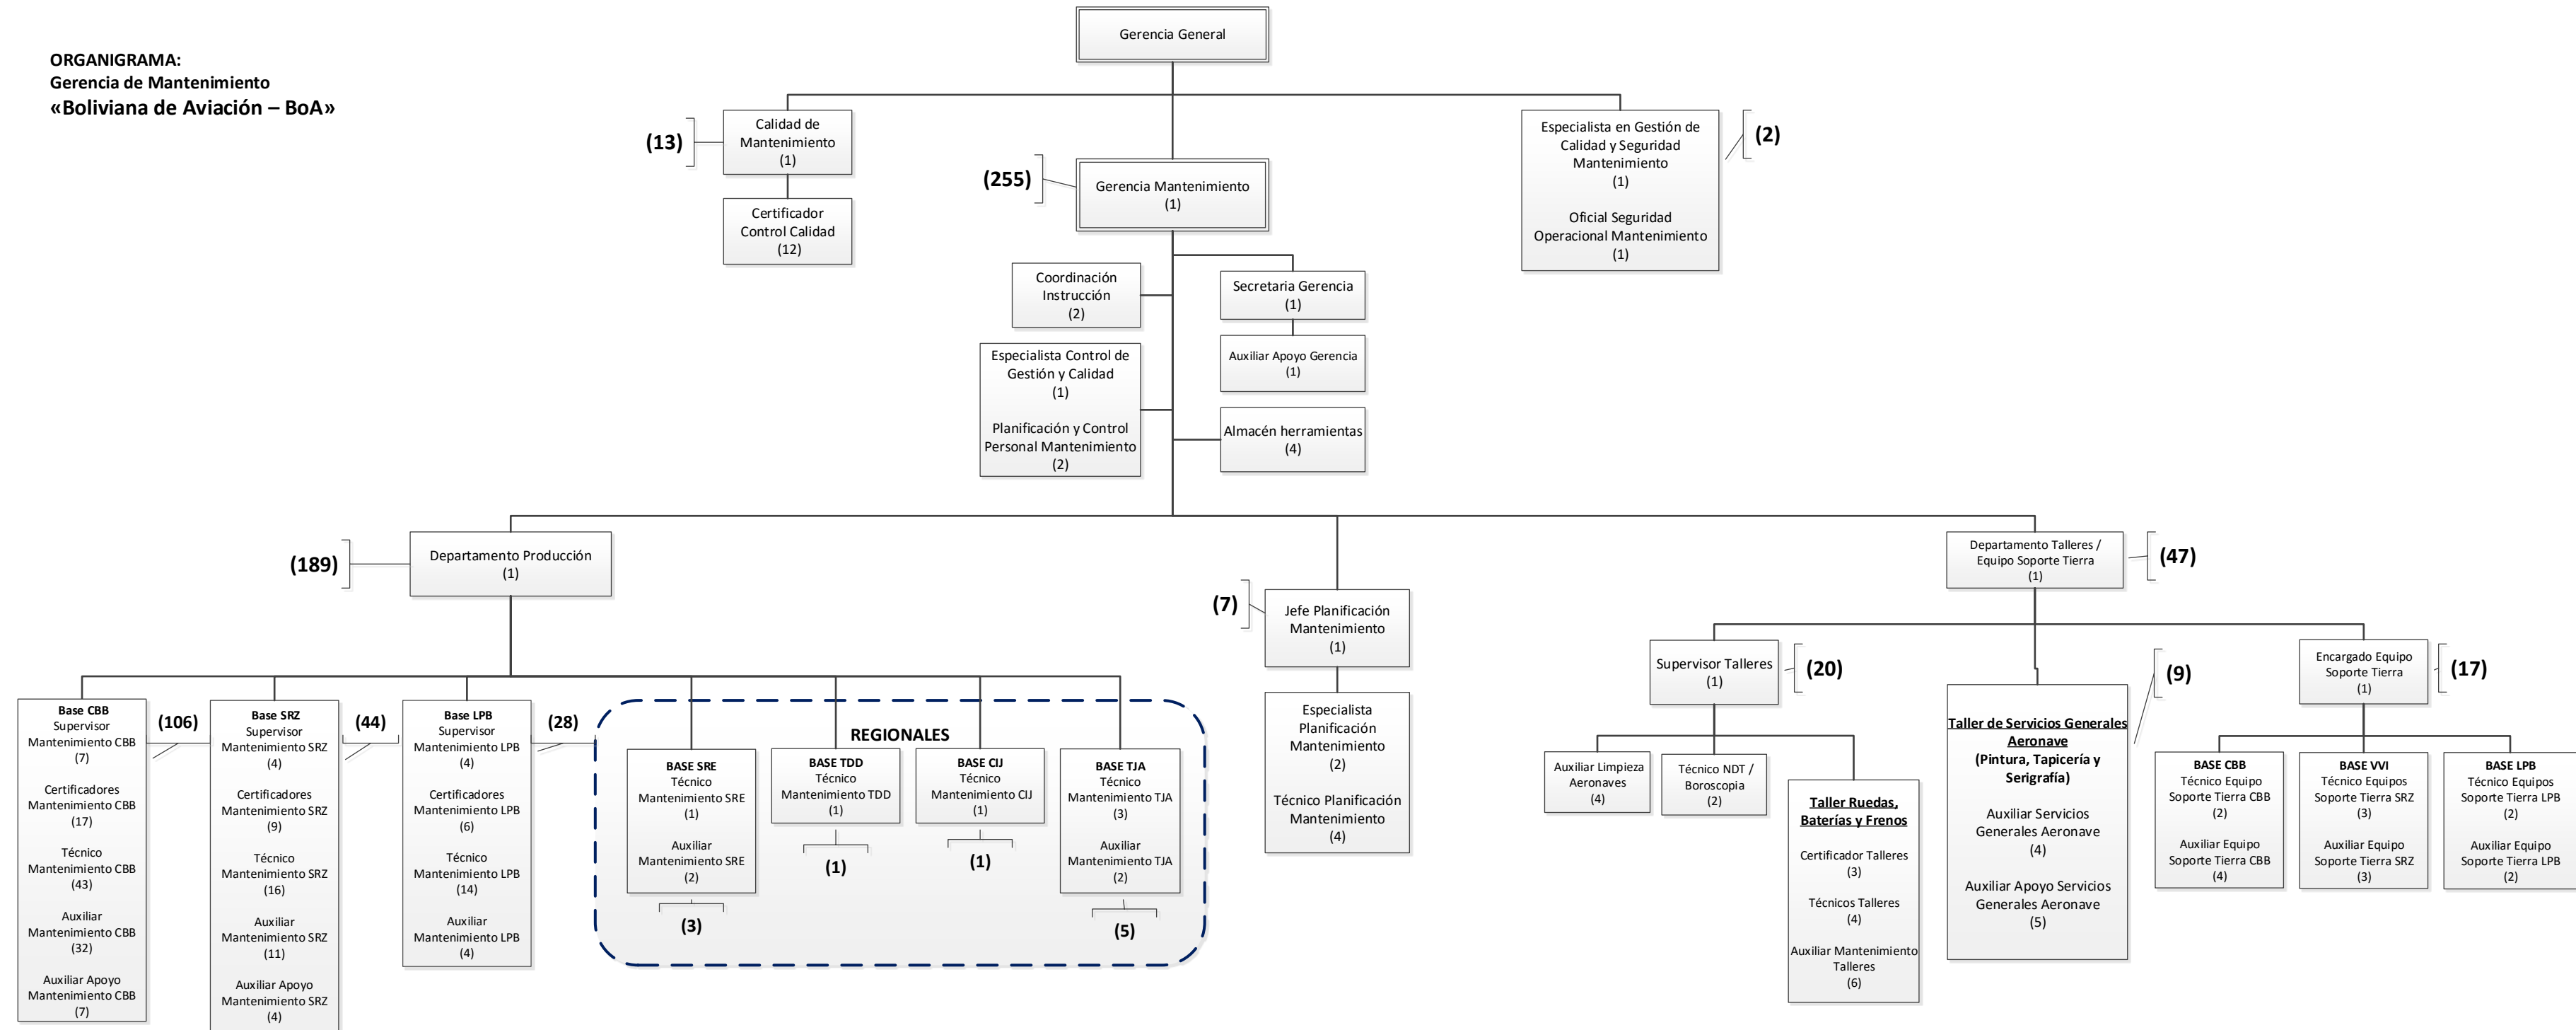 ORGANIGRAMA:
Gerencia de Mantenimiento
«Boliviana de Aviación – BoA»
Gerencia General
(13)
Calidad de
Mantenimiento
(1)
Certificador
Control Calidad
(12)
(255)
Gerencia Mantenimiento
(1)
Especialista en Gestión de
Calidad y Seguridad
Mantenimiento
(1)
Oficial Seguridad
Operacional Mantenimiento
(1)
(2)
Coordinación
Instrucción
(2)
Secretaria Gerencia
(1)
Auxiliar Apoyo Gerencia
(1)
Especialista Control de
Gestión y Calidad
(1)
Planificación y Control
Personal Mantenimiento
(2)
Almacén herramientas
(4)
(189)
Departamento Producción
(1)
Base CBB
Supervisor
Mantenimiento CBB
(7)
Certificadores
Mantenimiento CBB
(17)
Técnico
Mantenimiento CBB
(43)
Auxiliar
Mantenimiento CBB
(32)
Auxiliar Apoyo
Mantenimiento CBB
(7)
(106)
Base SRZ
Supervisor
Mantenimiento SRZ
(4)
Certificadores
Mantenimiento SRZ
(9)
Técnico
Mantenimiento SRZ
(16)
Auxiliar
Mantenimiento SRZ
(11)
Auxiliar Apoyo
Mantenimiento SRZ
(4)
(44)
Base LPB
Supervisor
Mantenimiento LPB
(4)
Certificadores
Mantenimiento LPB
(6)
Técnico
Mantenimiento LPB
(14)
Auxiliar
Mantenimiento LPB
(4)
(28)
REGIONALES
BASE SRE
Técnico
Mantenimiento SRE
(1)
Auxiliar
Mantenimiento SRE
(2)
(3)
BASE TDD
Técnico
Mantenimiento TDD
(1)
(1)
BASE CIJ
Técnico
Mantenimiento CIJ
(1)
(1)
BASE TJA
Técnico
Mantenimiento TJA
(3)
Auxiliar
Mantenimiento TJA
(2)
(5)
(7)
Jefe Planificación
Mantenimiento
(1)
Especialista
Planificación
Mantenimiento
(2)
Técnico Planificación
Mantenimiento
(4)
Departamento Talleres /
Equipo Soporte Tierra
(1)
(47)
Supervisor Talleres
(1)
(20)
Auxiliar Limpieza
Aeronaves
(4)
Técnico NDT /
Boroscopia
(2)
Taller Ruedas,
Baterías y Frenos
Certificador Talleres
(3)
Técnicos Talleres
(4)
Auxiliar Mantenimiento
Talleres
(6)
Taller de Servicios Generales
Aeronave
(Pintura, Tapicería y
Serigrafía)
Auxiliar Servicios
Generales Aeronave
(4)
Auxiliar Apoyo Servicios
Generales Aeronave
(5)
(9)
Encargado Equipo
Soporte Tierra
(1)
(17)
BASE CBB
Técnico Equipo
Soporte Tierra CBB
(2)
Auxiliar Equipo
Soporte Tierra CBB
(4)
BASE VVI
Técnico Equipos
Soporte Tierra SRZ
(3)
Auxiliar Equipo
Soporte Tierra SRZ
(3)
BASE LPB
Técnico Equipos
Soporte Tierra LPB
(2)
Auxiliar Equipo
Soporte Tierra LPB
(2)